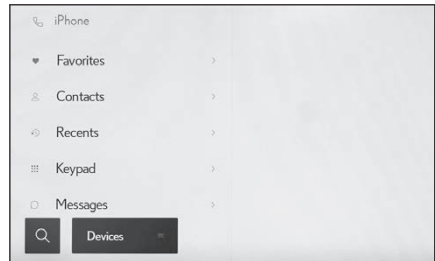 iPhone
Favorites
Contacts
Recents
Keypad
Messages
Devices